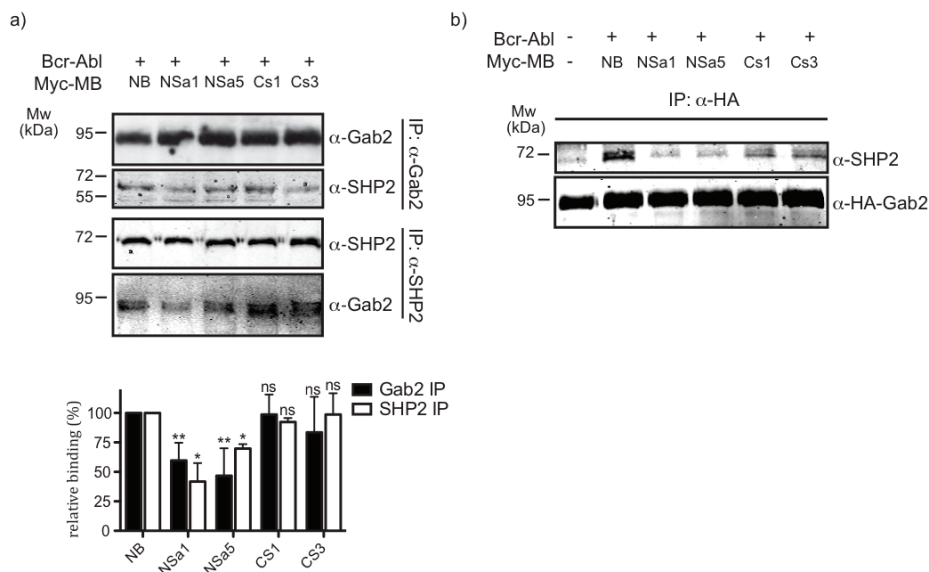 a)
Bcr-Abl + + + + +
Myc-MB NB NSa1 NSa5 Cs1 Cs3
Mw
(kDa)
95
α-Gab2
72
55
α-SHP2
IP: α-Gab2
72
α-SHP2
95
α-Gab2
IP: α-SHP2
Gab2 IP
SHP2 IP
relative binding (%)
100
75
50
25
0
** * ** * ns ns ns ns
NB NSa1 NSa5 CS1 CS3
b)
Bcr-Abl - + + + + +
Myc-MB - NB NSa1 NSa5 Cs1 Cs3
Mw
(kDa)
IP: α-HA
72
α-SHP2
95
α-HA-Gab2